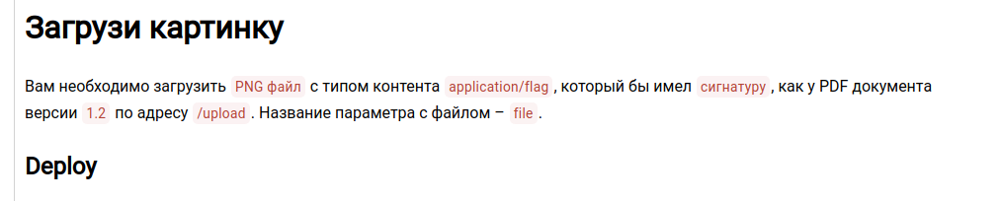 Загрузи картинку
Вам необходимо загрузить PNG файл с типом контента application/flag , который бы имел сигнатуру , как у PDF документа
версии 1.2 по адресу /upload . Название параметра с файлом – file .
Deploy